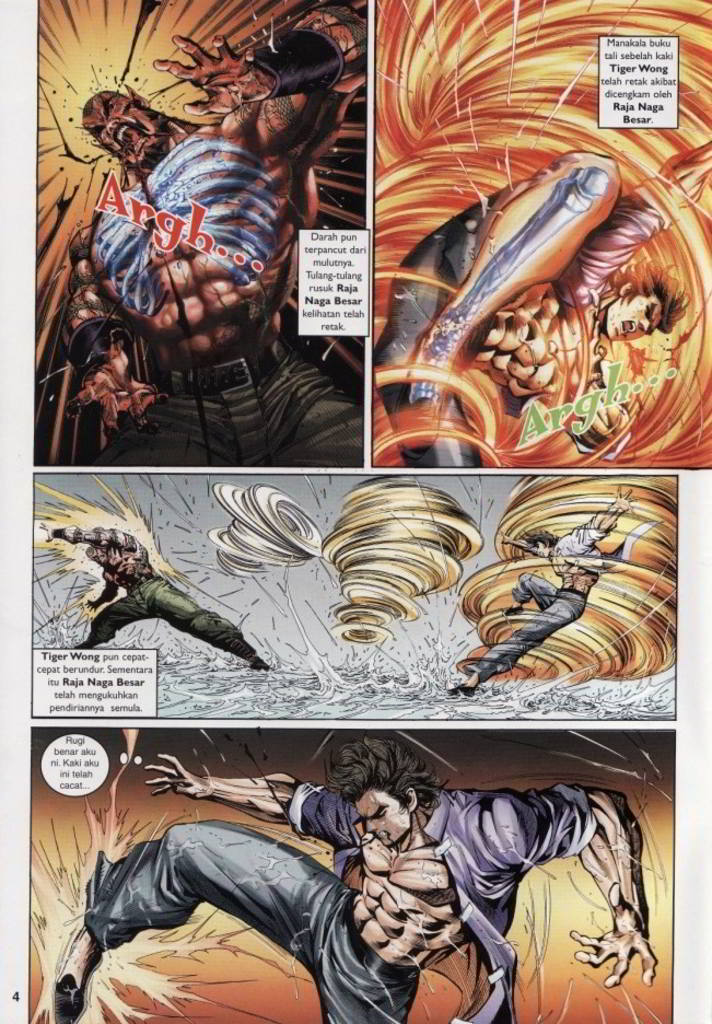 Argh...
Darah pun
terpancut dari
mulutnya.
Tulang-tulang
rusuk Raja
Naga Besar
kelihatan telah
retak.
Manakala buku
tali sebelah kaki
Tiger Wong
telah retak akibat
dicengkam oleh
Raja Naga
Besar.
Argh...
Tiger Wong pun cepat-
cepat berundur. Sementara
itu Raja Naga Besar
telah mengukuhkan
pendiriannya semula.
Rugi
benar aku
ni. Kaki aku
ini telah
cacat...
4